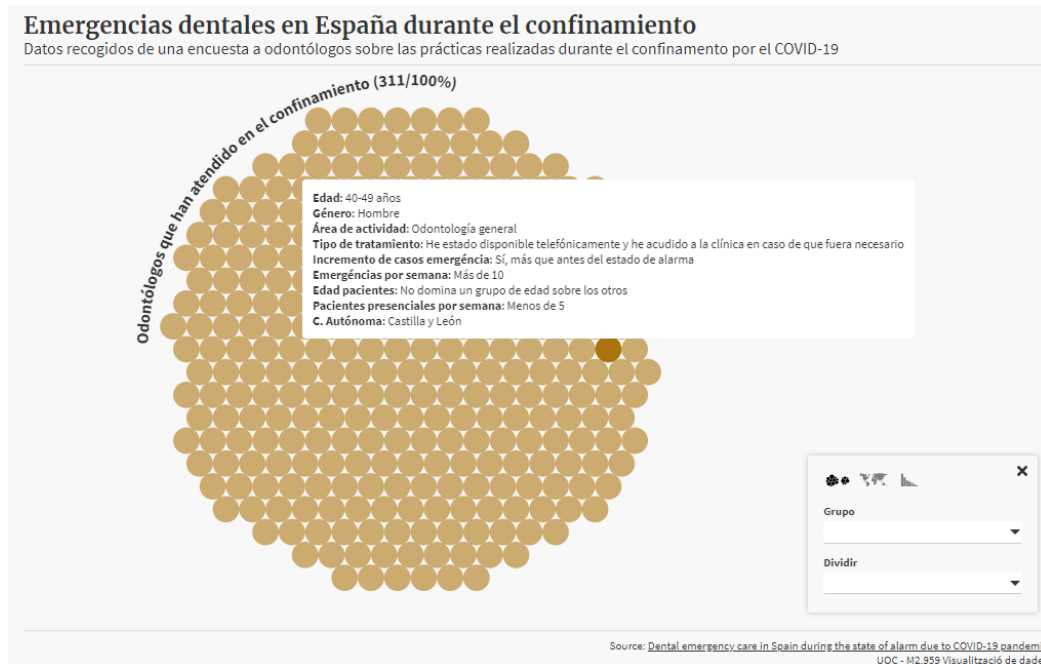 Emergencias dentales en España durante el confinamiento
Datos recogidos de una encuesta a odontólogos sobre las prácticas realizadas durante el confinamento por el COVID-19
Odontólogos que han atendido en el confinamiento (311/100%)
Edad: 40-49 años
Género: Hombre
Área de actividad: Odontología general
Tipo de tratamiento: He estado disponible telefónicamente y he acudido a la clínica en caso de que fuera necesario
Incremento de casos emergéncia: Sí, más que antes del estado de alarma
Emergéncias por semana: Más de 10
Edad pacientes: No domina un grupo de edad sobre los otros
Pacientes presenciales por semana: Menos de 5
C. Autónoma: Castilla y León
Grupo
Dividir
Source: Dental emergency care in Spain during the state of alarm due to COVID-19 pandemi
UOC - M2.959 Visualització de dade